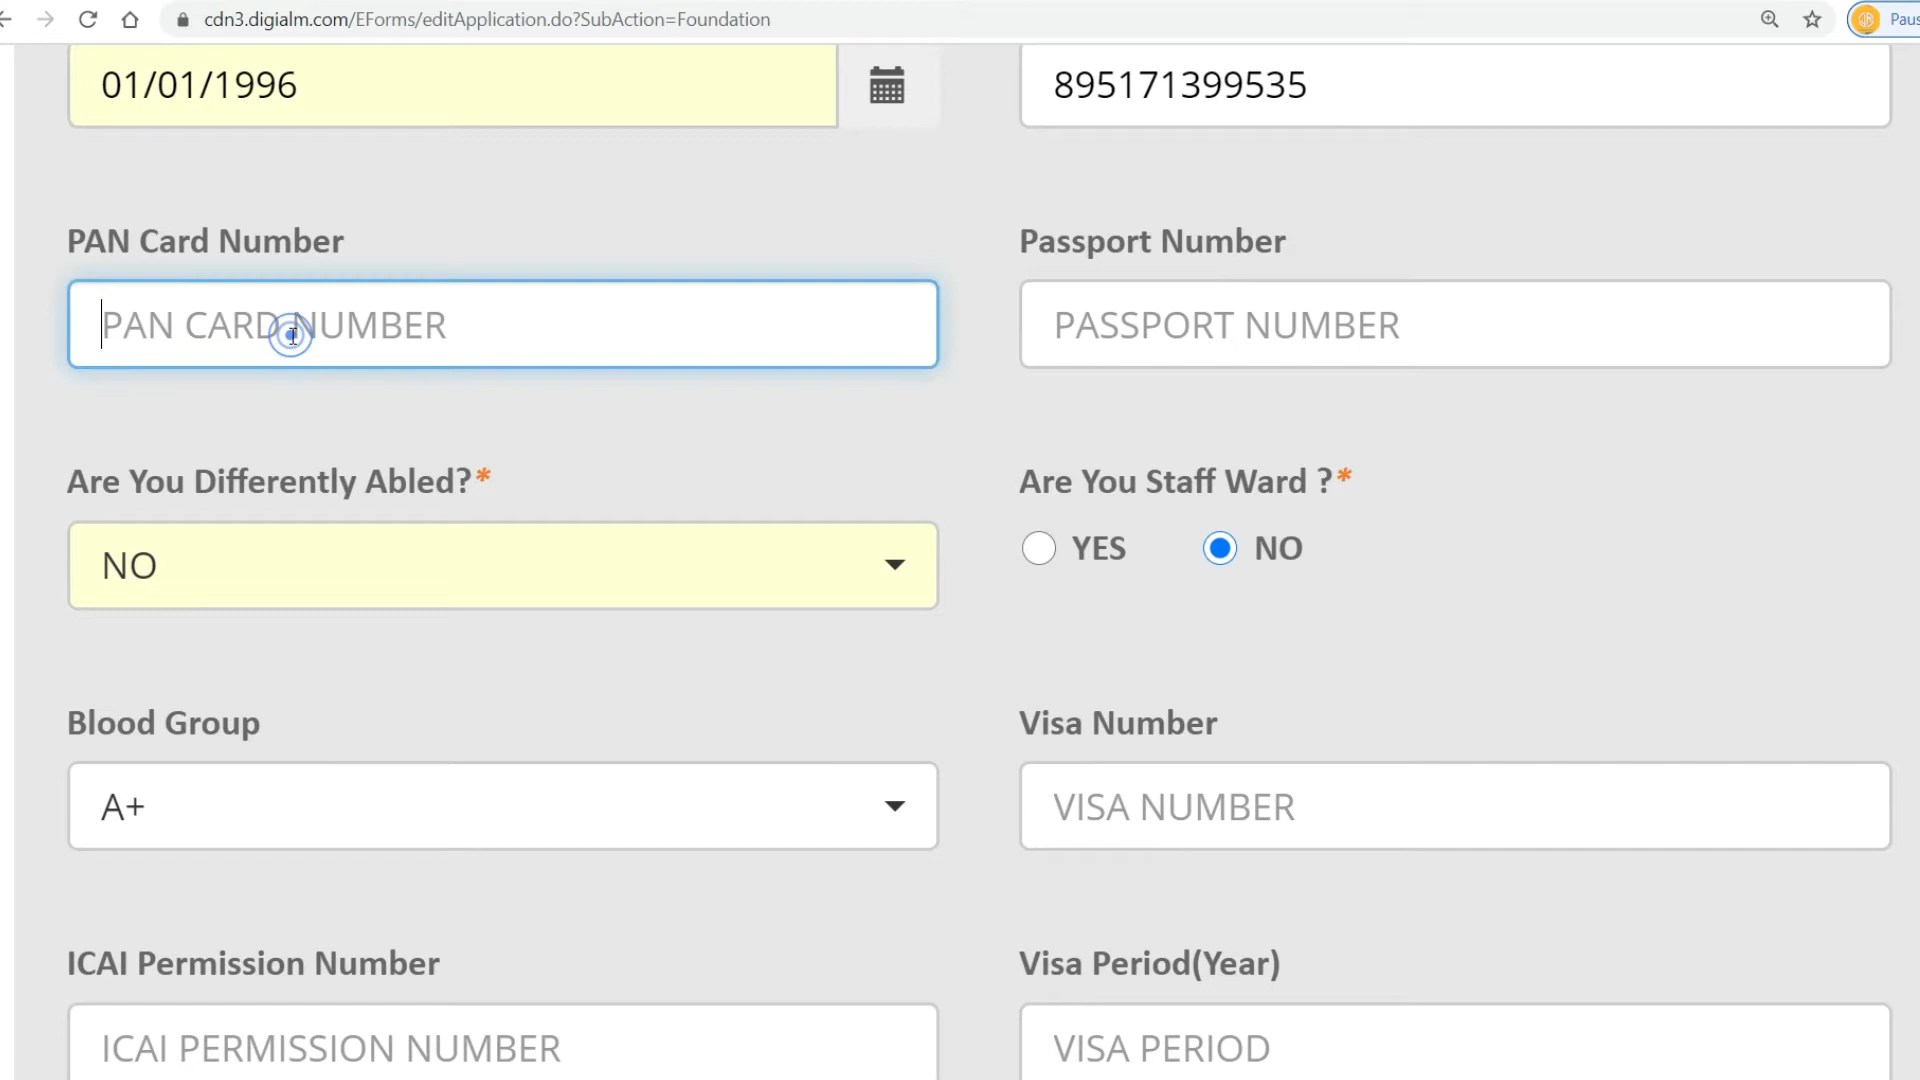 cdn3.digialm.com/EForms/editApplication.do?SubAction=Foundation
Paus
01/01/1996
895171399535
PAN Card Number
Passport Number
PAN CARD NUMBER
PASSPORT NUMBER
Are You Differently Abled?*
Are You Staff Ward ?*
NO
YES
NO
Blood Group
Visa Number
A+
VISA NUMBER
ICAI Permission Number
Visa Period(Year)
ICAI PERMISSION NUMBER
VISA PERIOD